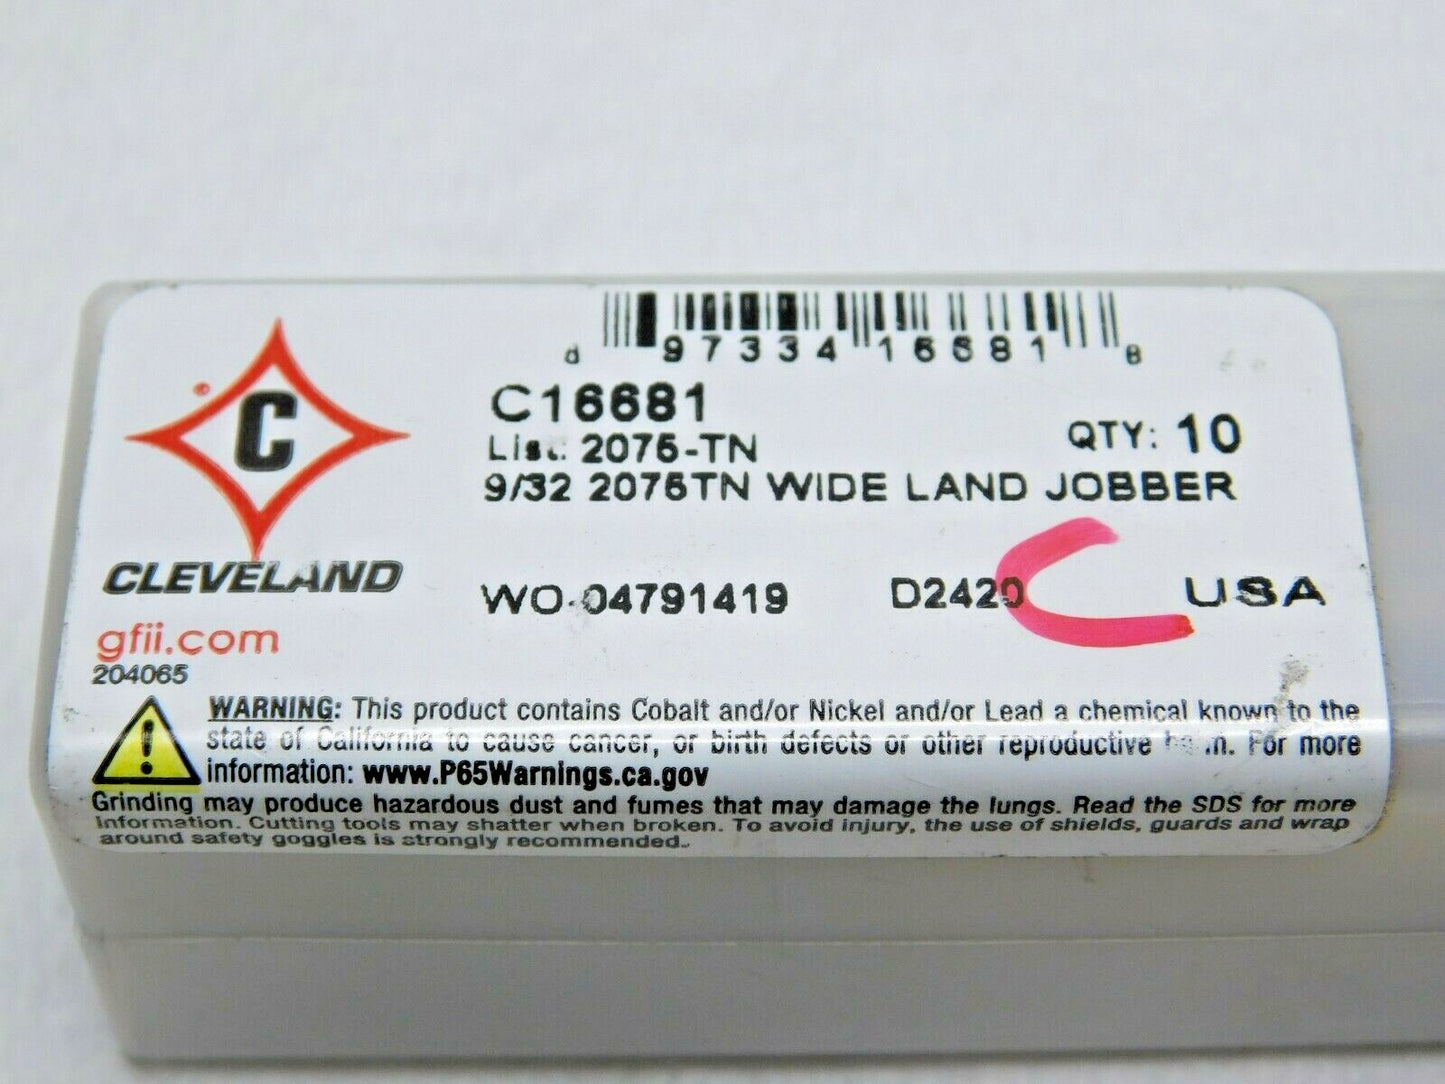 d 97334 16681 8
C
®
C16681
List: 2075-TN
QTY: 10
9/32 2075TN WIDE LAND JOBBER
CLEVELAND
WO-04791419 D2420 USA
C
gfii.com
204065
WARNING: This product contains Cobalt and/or Nickel and/or Lead a chemical known to the
state of California to cause cancer, or birth defects or other reproductive harm. For more
information: www.P65Warnings.ca.gov
Grinding may produce hazardous dust and fumes that may damage the lungs. Read the SDS for more
information. Cutting tools may shatter when broken. To avoid injury, the use of shields, guards and wrap
around safety goggles is strongly recommended.